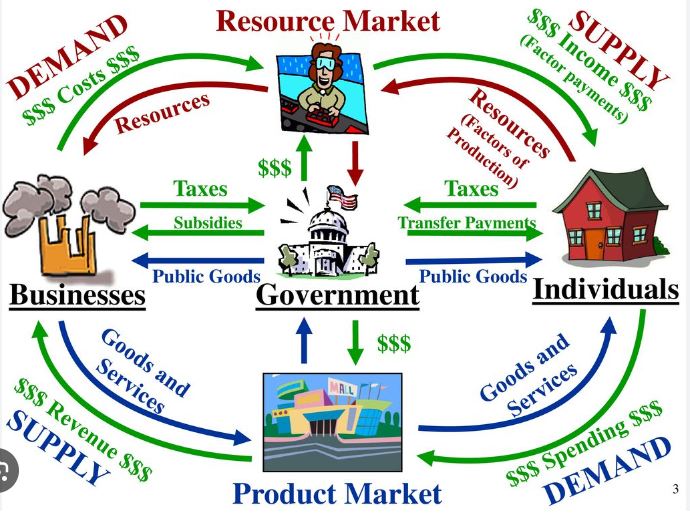 Resource Market
DEMAND
$$$ Costs $$$
Resources
SUPPLY
$$$ Income $$$
(Factor payments)
Resources
(Factors of
Production)
$$$
Taxes
Subsidies
Public Goods
Taxes
Transfer Payments
Public Goods
Businesses
Government
Individuals
$$$
Goods and
Services
$$$ Revenue $$$
SUPPLY
MALL
Goods and
Services
$$$ Spending $$$
DEMAND
Product Market
3